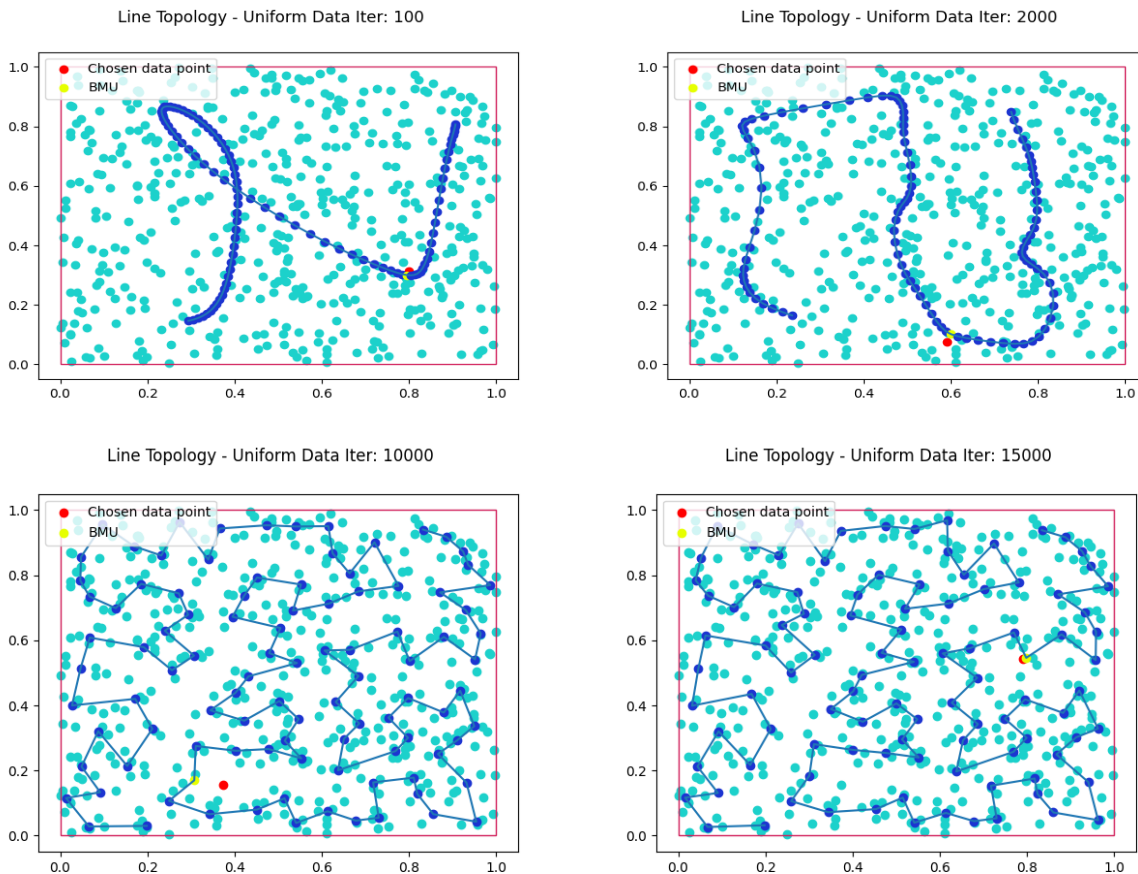 Line Topology - Uniform Data Iter: 100
1.0
0.8
0.6
0.4
0.2
0.0
Chosen data point
BMU
0.0 0.2 0.4 0.6 0.8 1.0
Line Topology - Uniform Data Iter: 2000
1.0
0.8
0.6
0.4
0.2
0.0
Chosen data point
BMU
0.0 0.2 0.4 0.6 0.8 1.0
Line Topology - Uniform Data Iter: 10000
1.0
0.8
0.6
0.4
0.2
0.0
Chosen data point
BMU
0.0 0.2 0.4 0.6 0.8 1.0
Line Topology - Uniform Data Iter: 15000
1.0
0.8
0.6
0.4
0.2
0.0
Chosen data point
BMU
0.0 0.2 0.4 0.6 0.8 1.0